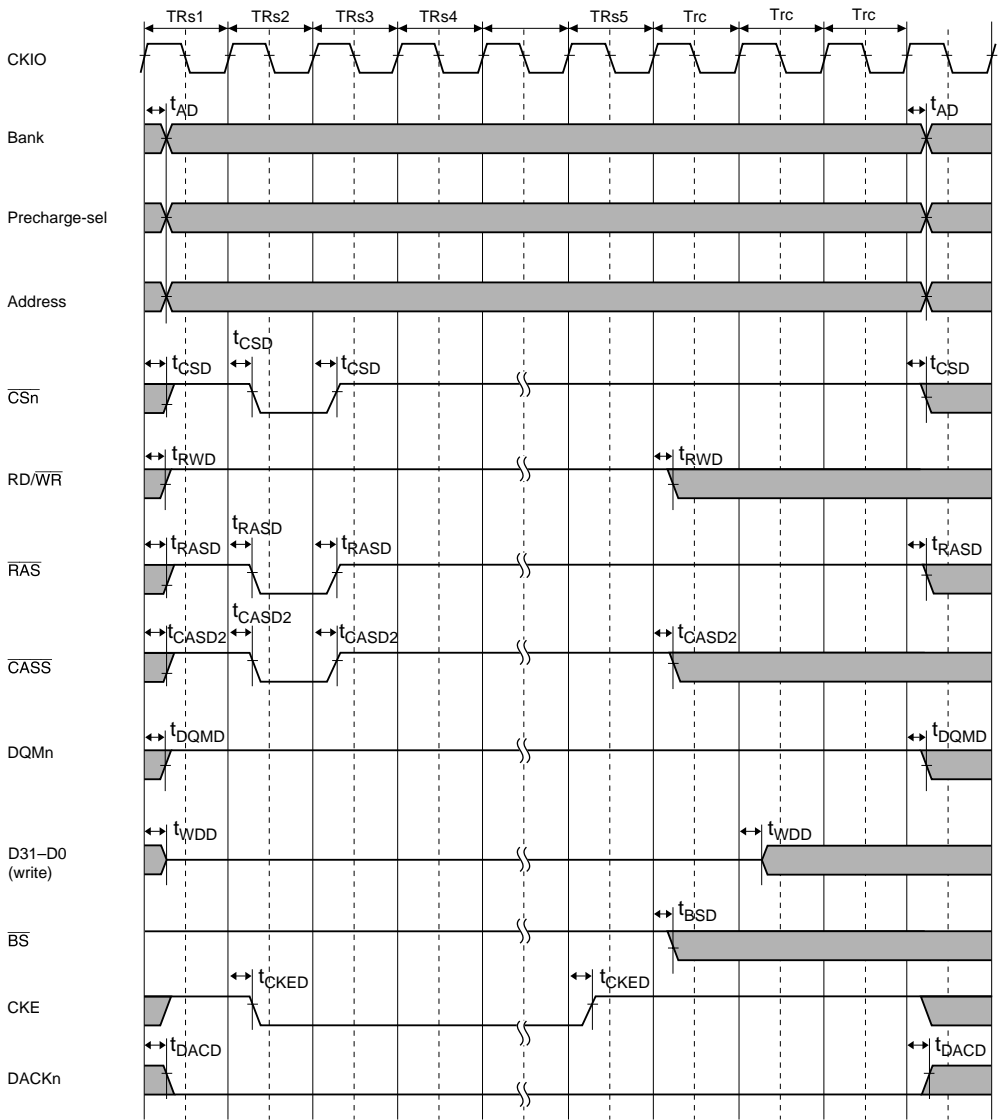 TRs1 TRs2 TRs3 TRs4 TRs5 Trc Trc Trc
CKIO
tAD tAD
Bank
Precharge-sel
Address
tCSD
tCSD tCSD tCSD
CSn
tRWD tRWD
RD/WR
tRASD
tRASD tRASD tRASD
RAS
tCASD2
tCASD2 tCASD2 tCASD2
CASS
tDQMD tDQMD
DQMn
tWDD tWDD
D31–D0
(write)
tBSD
BS
tCKED tCKED
CKE
tDACD tDACD
DACKn